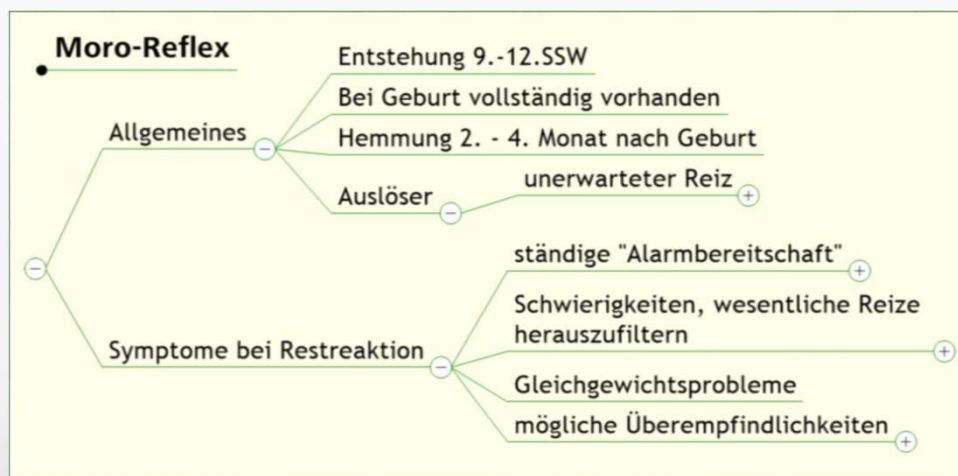 Moro-Reflex
Allgemeines
Entstehung 9.-12.SSW
Bei Geburt vollständig vorhanden
Hemmung 2. - 4. Monat nach Geburt
Auslöser
unerwarteter Reiz
Symptome bei Restreaktion
ständige "Alarmbereitschaft"
Schwierigkeiten, wesentliche Reize
herauszufiltern
Gleichgewichtsprobleme
mögliche Überempfindlichkeiten